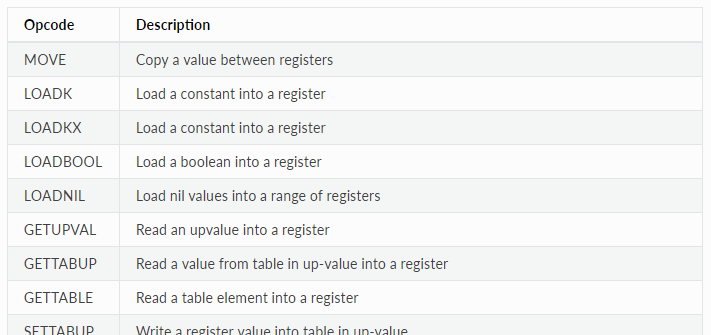 Opcode Description
MOVE Copy a value between registers
LOADK Load a constant into a register
LOADKX Load a constant into a register
LOADBOOL Load a boolean into a register
LOADNIL Load nil values into a range of registers
GETUPVAL Read an upvalue into a register
GETTABUP Read a value from table in up-value into a register
GETTABLE Read a table element into a register
SETTABUP Write a register value into table in up-value